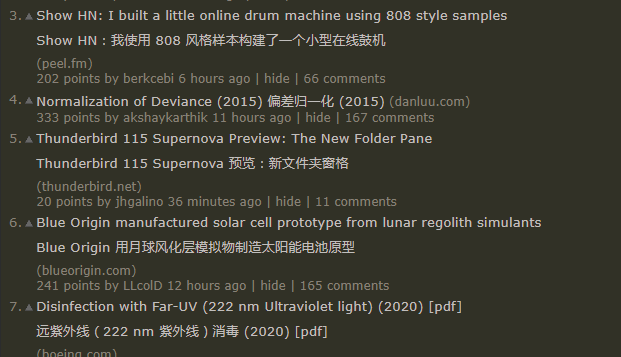 3. Show HN: I built a little online drum machine using 808 style samples
Show HN：我使用 808 风格样本构建了一个小型在线鼓机
(peel.fm)
202 points by berkcebi 6 hours ago | hide | 66 comments
4. Normalization of Deviance (2015) 偏差归一化 (2015) (danluu.com)
333 points by akshaykarthik 11 hours ago | hide | 167 comments
5. Thunderbird 115 Supernova Preview: The New Folder Pane
Thunderbird 115 Supernova 预览：新文件夹窗格
(thunderbird.net)
20 points by jhgalino 36 minutes ago | hide | 11 comments
6. Blue Origin manufactured solar cell prototype from lunar regolith simulants
Blue Origin 用月球风化层模拟物制造太阳能电池原型
(blueorigin.com)
241 points by LLcolD 12 hours ago | hide | 165 comments
7. Disinfection with Far-UV (222 nm Ultraviolet light) (2020) [pdf]
远紫外线（222 nm 紫外线）消毒 (2020) [pdf]
(boeing.com)